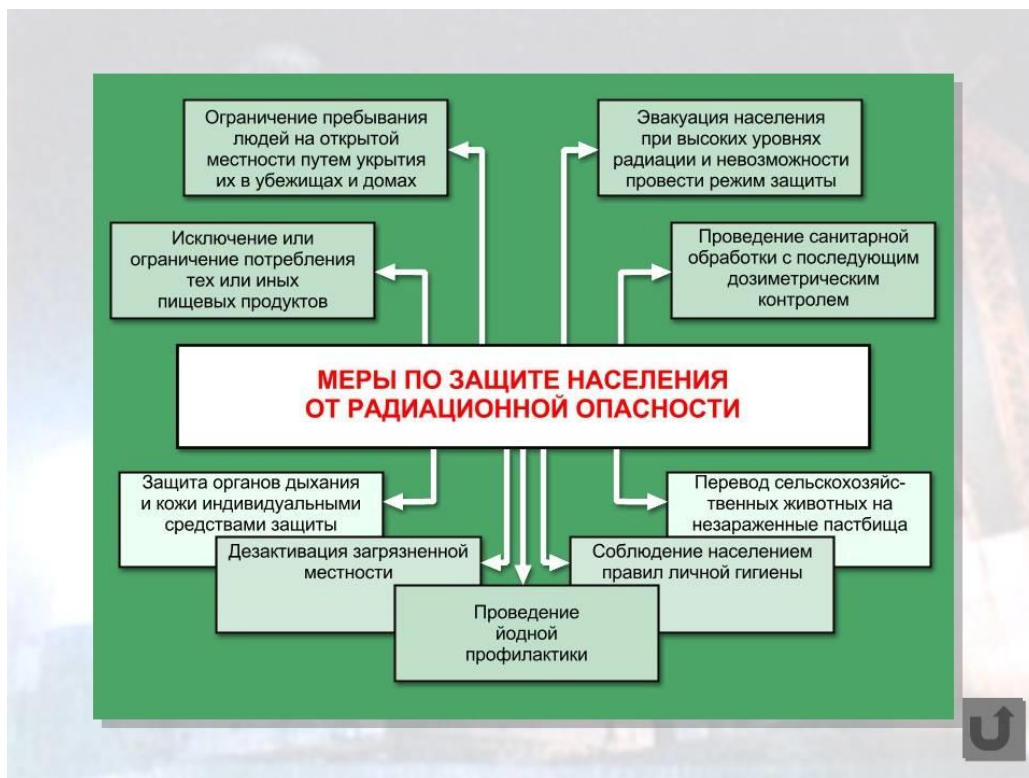 Ограничение пребывания
людей на открытой
местности путем укрытия
их в убежищах и домах
Эвакуация населения
при высоких уровнях
радиации и невозможности
провести режим защиты
Исключение или
ограничение потребления
тех или иных
пищевых продуктов
Проведение санитарной
обработки с последующим
дозиметрическим
контролем
МЕРЫ ПО ЗАЩИТЕ НАСЕЛЕНИЯ
ОТ РАДИАЦИОННОЙ ОПАСНОСТИ
Защита органов дыхания
и кожи индивидуальными
средствами защиты
Перевод сельскохозяйс-
твенных животных на
незараженные пастбища
Дезактивация загрязненной
местности
Соблюдение населением
правил личной гигиены
Проведение
йодной
профилактики